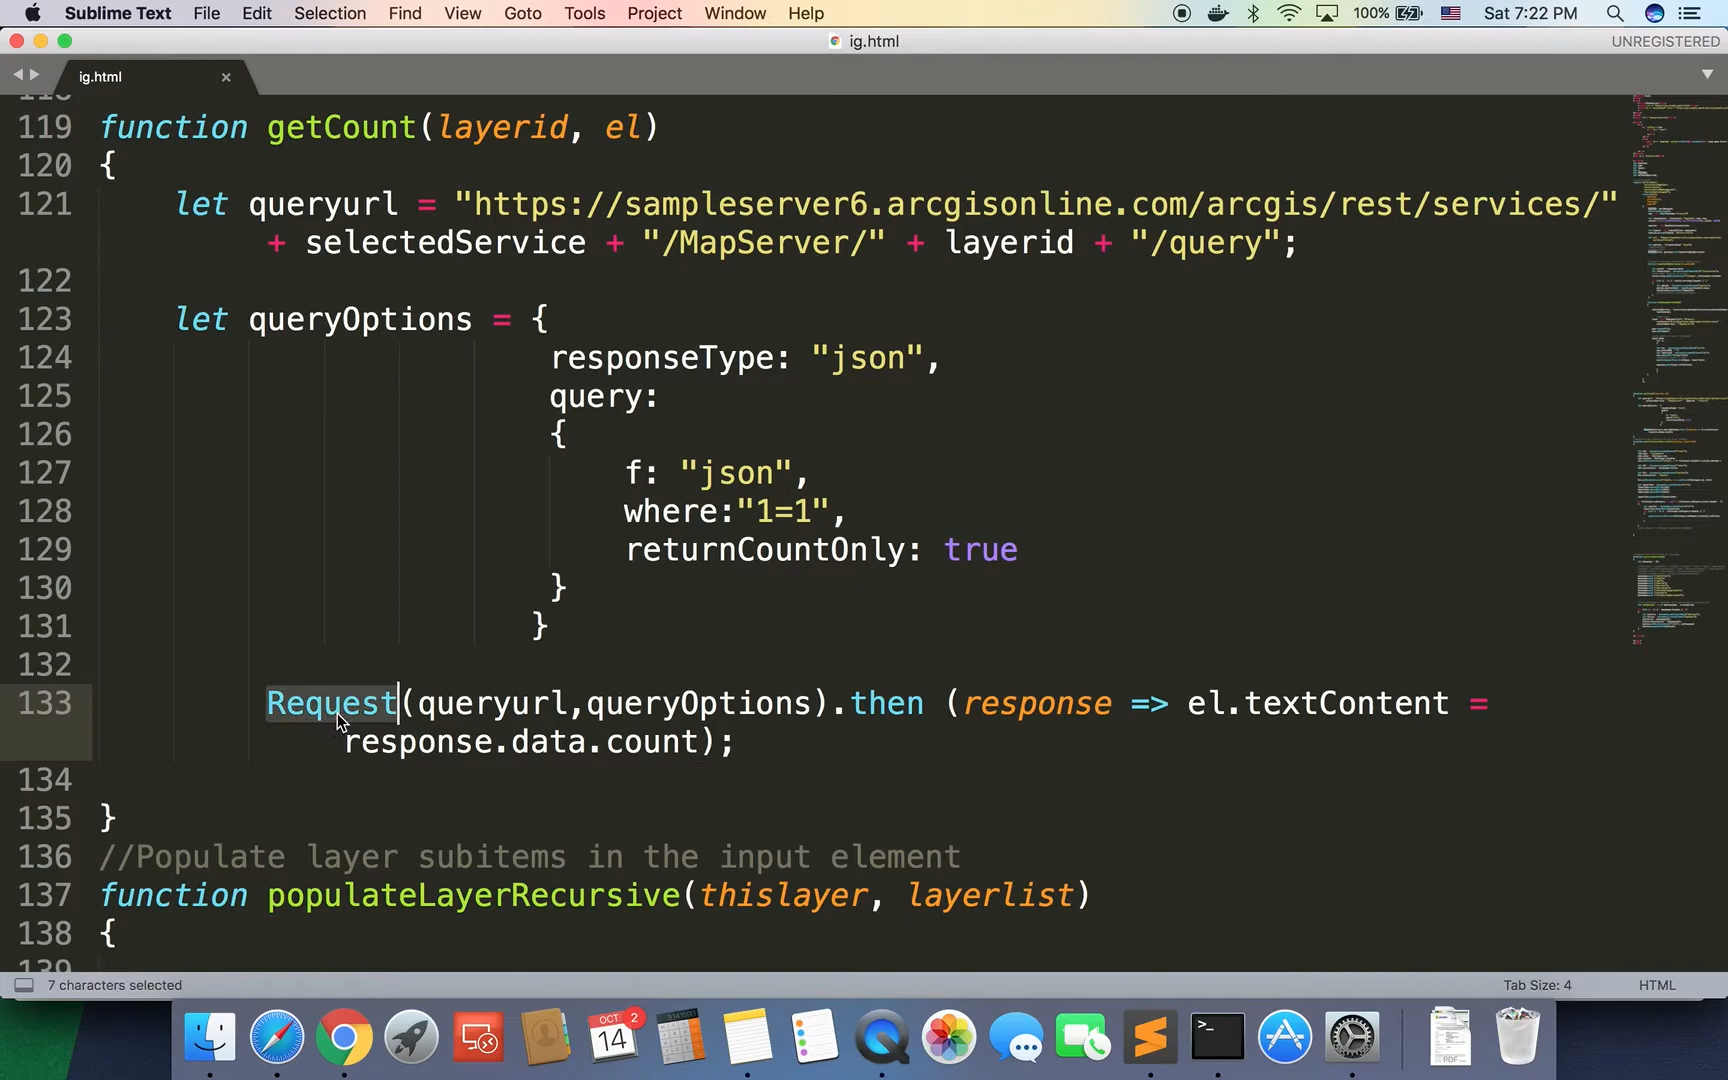 Sublime Text File Edit Selection Find View Goto Tools Project Window Help 100% Sat 7:22 PM
ig.html UNREGISTERED
ig.html ×
118
119 function getCount(layerid, el)
120 {
121 let queryurl = "https://sampleserver6.arcgisonline.com/arcgis/rest/services/"
+ selectedService + "/MapServer/" + layerid + "/query";
122
123 let queryOptions = {
124 responseType: "json",
125 query:
126 {
127 f: "json",
128 where:"1=1",
129 returnCountOnly: true
130 }
131 }
132
133 Request(queryurl,queryOptions).then (response => el.textContent =
response.data.count);
134
135 }
136 //Populate layer subitems in the input element
137 function populateLayerRecursive(thislayer, layerlist)
138 {
139
7 characters selected Tab Size: 4 HTML
OCT
14
2
3.141593
>_
PDF